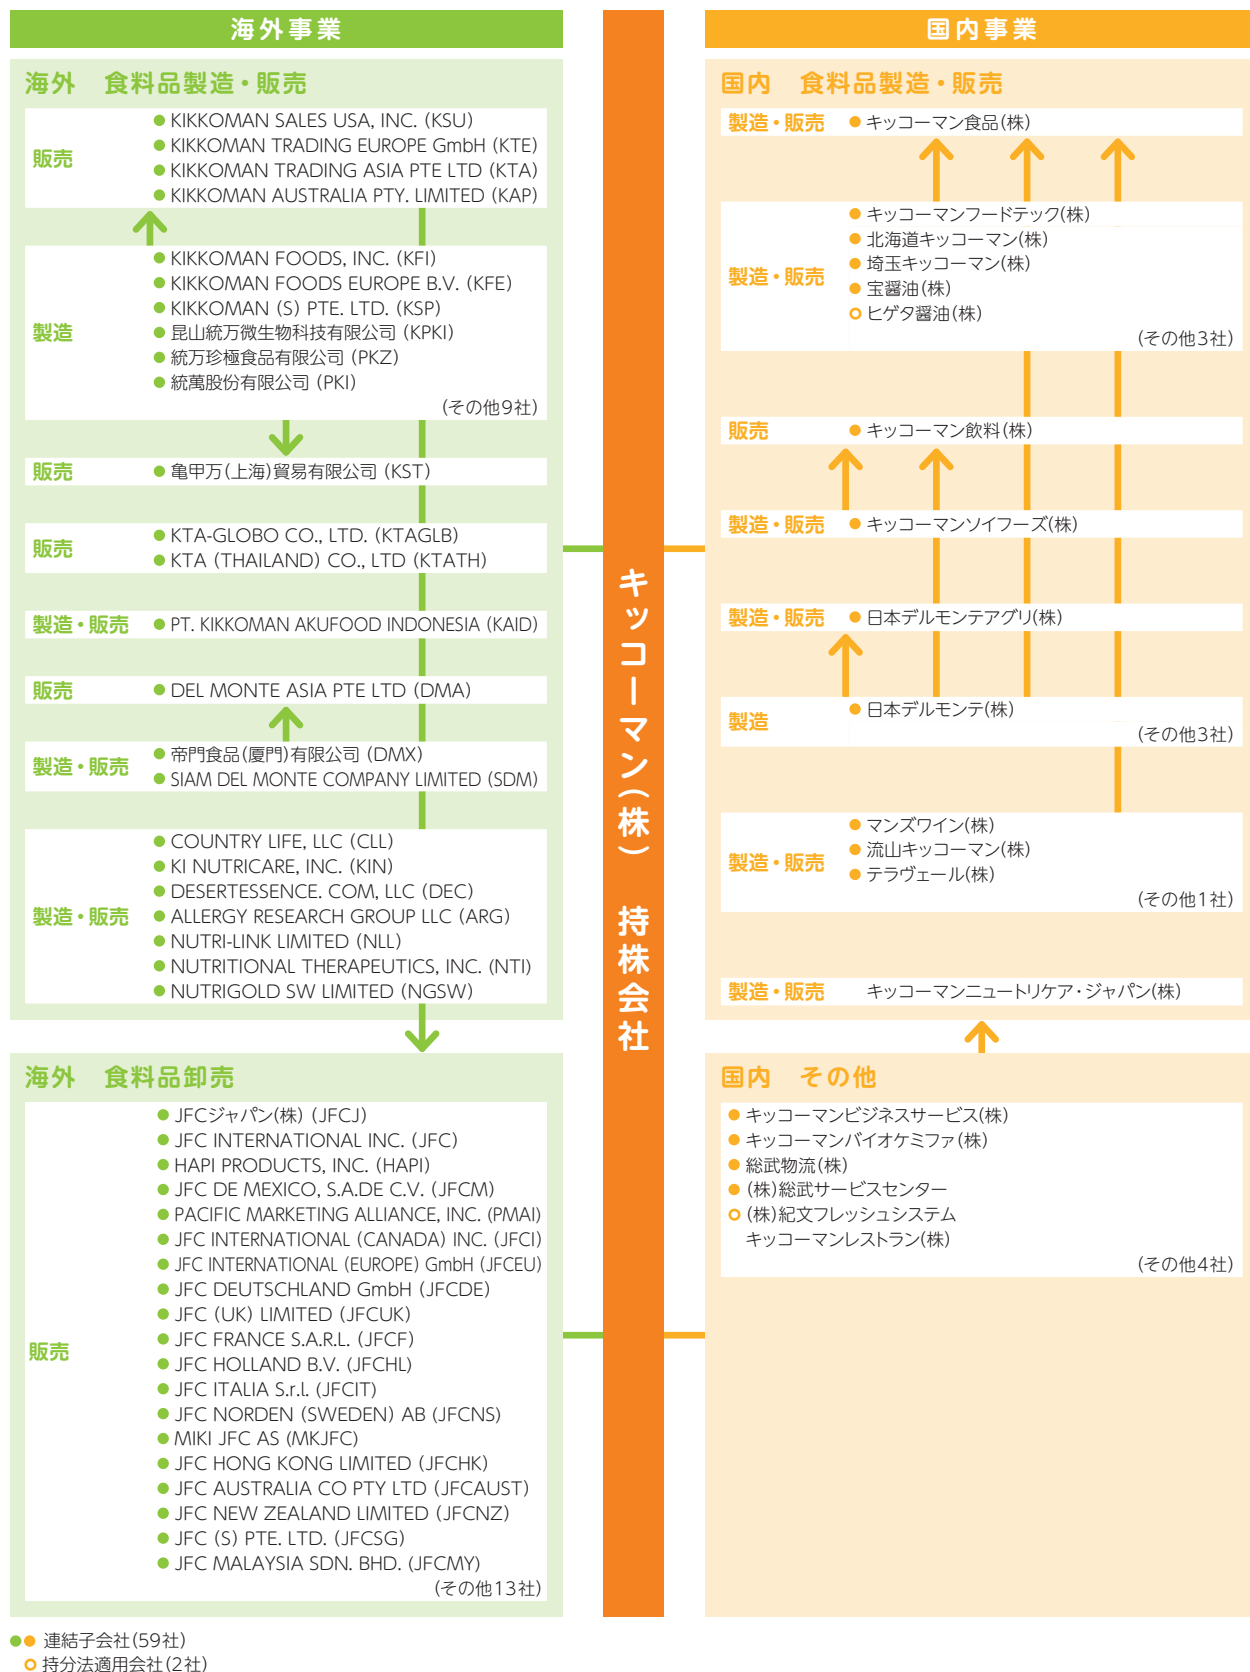 海外事業
海外　食料品製造・販売
販売
● KIKKOMAN SALES USA, INC. (KSU)
● KIKKOMAN TRADING EUROPE GmbH (KTE)
● KIKKOMAN TRADING ASIA PTE LTD (KTA)
● KIKKOMAN AUSTRALIA PTY. LIMITED (KAP)
製造
● KIKKOMAN FOODS, INC. (KFI)
● KIKKOMAN FOODS EUROPE B.V. (KFE)
● KIKKOMAN (S) PTE. LTD. (KSP)
● 昆山統万微生物科技有限公司 (KPKI)
● 統万珍極食品有限公司 (PKZ)
● 統萬股份有限公司 (PKI)
(その他9社)
販売
● 亀甲万(上海)貿易有限公司 (KST)
販売
● KTA-GLOBO CO., LTD. (KTAGLB)
● KTA (THAILAND) CO., LTD (KTATH)
製造・販売
● PT. KIKKOMAN AKUFOOD INDONESIA (KAID)
販売
● DEL MONTE ASIA PTE LTD (DMA)
製造・販売
● 帝門食品(厦門)有限公司 (DMX)
● SIAM DEL MONTE COMPANY LIMITED (SDM)
製造・販売
● COUNTRY LIFE, LLC (CLL)
● KI NUTRICARE, INC. (KIN)
● DESERTESSENCE. COM, LLC (DEC)
● ALLERGY RESEARCH GROUP LLC (ARG)
● NUTRI-LINK LIMITED (NLL)
● NUTRITIONAL THERAPEUTICS, INC. (NTI)
● NUTRIGOLD SW LIMITED (NGSW)
海外　食料品卸売
販売
● JFCジャパン(株) (JFCJ)
● JFC INTERNATIONAL INC. (JFC)
● HAPI PRODUCTS, INC. (HAPI)
● JFC DE MEXICO, S.A.DE C.V. (JFCM)
● PACIFIC MARKETING ALLIANCE, INC. (PMAI)
● JFC INTERNATIONAL (CANADA) INC. (JFCI)
● JFC INTERNATIONAL (EUROPE) GmbH (JFCEU)
● JFC DEUTSCHLAND GmbH (JFCDE)
● JFC (UK) LIMITED (JFCUK)
● JFC FRANCE S.A.R.L. (JFCF)
● JFC HOLLAND B.V. (JFCHL)
● JFC ITALIA S.r.l. (JFCIT)
● JFC NORDEN (SWEDEN) AB (JFCNS)
● MIKI JFC AS (MKJFC)
● JFC HONG KONG LIMITED (JFCHK)
● JFC AUSTRALIA CO PTY LTD (JFCAUST)
● JFC NEW ZEALAND LIMITED (JFCNZ)
● JFC (S) PTE. LTD. (JFCSG)
● JFC MALAYSIA SDN. BHD. (JFCMY)
(その他13社)
キッコーマン(株)　持株会社
国内事業
国内　食料品製造・販売
製造・販売
● キッコーマン食品(株)
製造・販売
● キッコーマンフードテック(株)
● 北海道キッコーマン(株)
● 埼玉キッコーマン(株)
● 宝醤油(株)
○ ヒゲタ醤油(株)
(その他3社)
販売
● キッコーマン飲料(株)
製造・販売
● キッコーマンソイフーズ(株)
製造・販売
● 日本デルモンテアグリ(株)
製造
● 日本デルモンテ(株)
(その他3社)
製造・販売
● マンズワイン(株)
● 流山キッコーマン(株)
● テラヴェール(株)
(その他1社)
製造・販売
キッコーマンニュートリケア・ジャパン(株)
国内　その他
● キッコーマンビジネスサービス(株)
● キッコーマンバイオケミファ(株)
● 総武物流(株)
● (株)総武サービスセンター
○ (株)紀文フレッシュシステム
キッコーマンレストラン(株)
(その他4社)
●● 連結子会社(59社)
○ 持分法適用会社(2社)